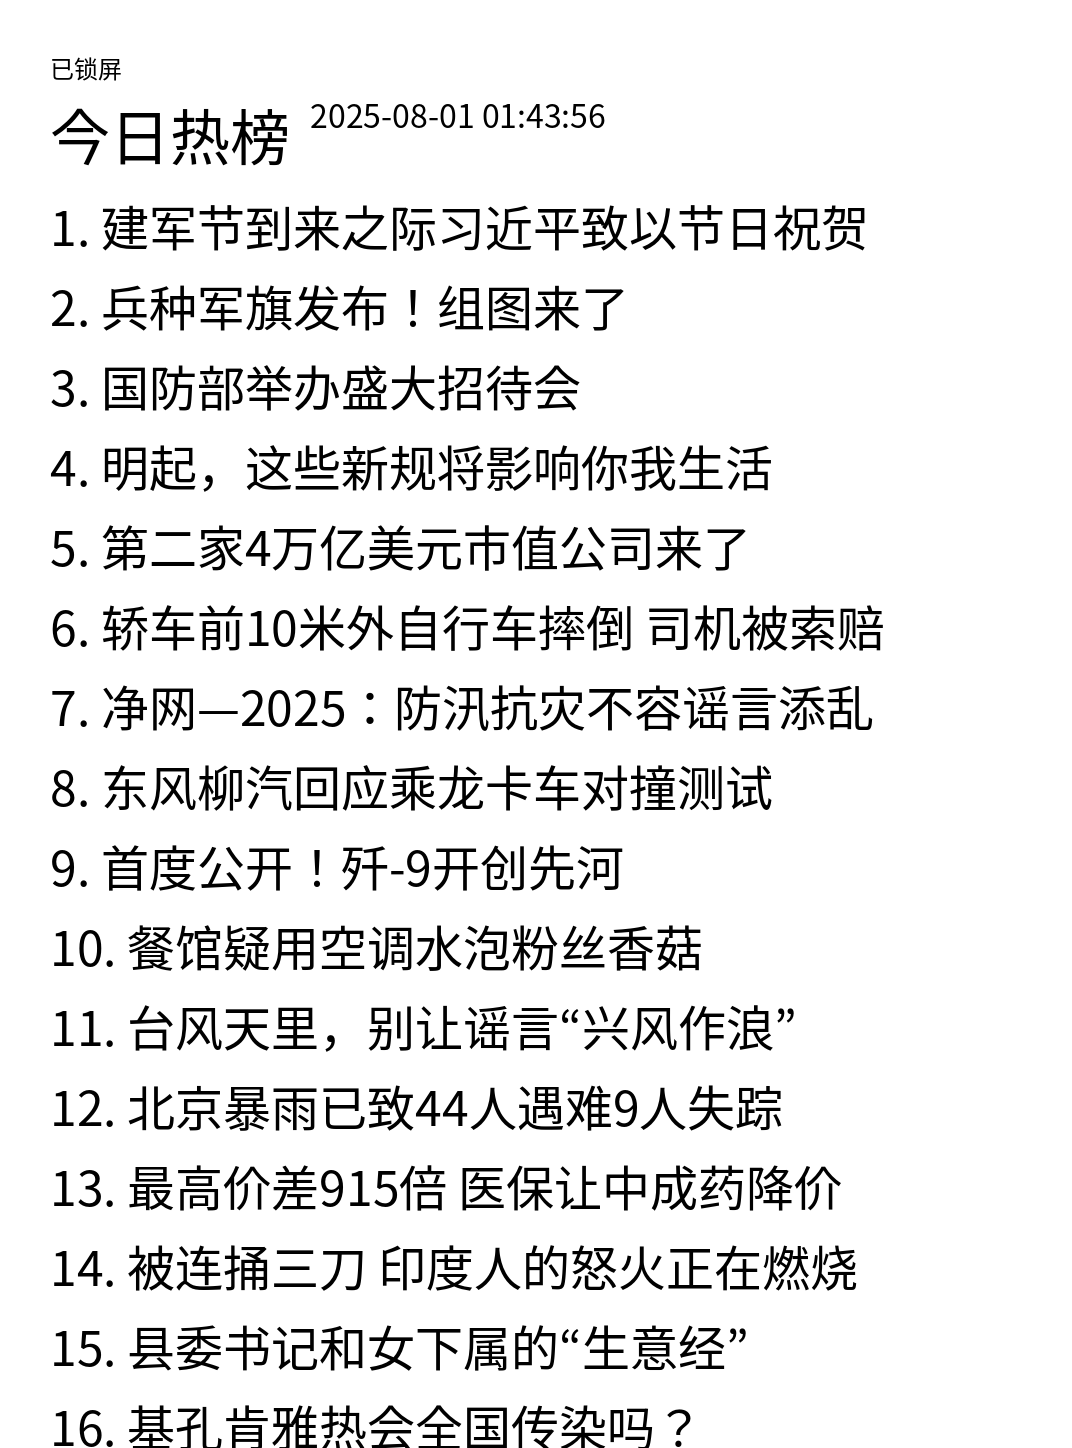 已锁屏
今日热榜 2025-08-01 01:43:56
1. 建军节到来之际习近平致以节日祝贺
2. 兵种军旗发布！组图来了
3. 国防部举办盛大招待会
4. 明起，这些新规将影响你我生活
5. 第二家4万亿美元市值公司来了
6. 轿车前10米外自行车摔倒 司机被索赔
7. 净网—2025：防汛抗灾不容谣言添乱
8. 东风柳汽回应乘龙卡车对撞测试
9. 首度公开！歼-9开创先河
10. 餐馆疑用空调水泡粉丝香菇
11. 台风天里，别让谣言“兴风作浪”
12. 北京暴雨已致44人遇难9人失踪
13. 最高价差915倍 医保让中成药降价
14. 被连捅三刀 印度人的怒火正在燃烧
15. 县委书记和女下属的“生意经”
16. 基孔肯雅热会全国传染吗？